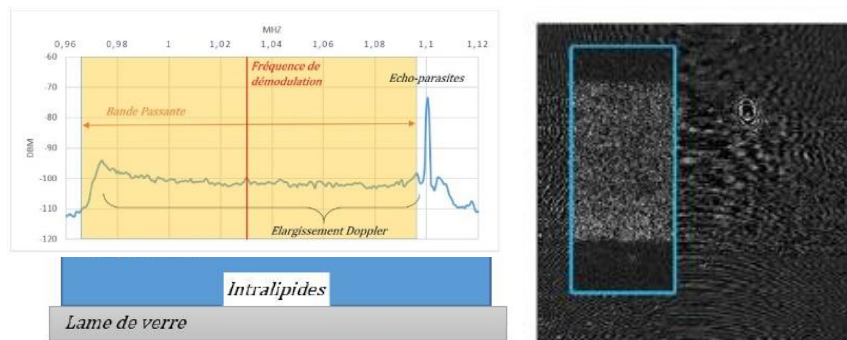 MHZ
0,96 0,98 1 1,02 1,04 1,06 1,08 1,1 1,12
-60
Fréquence de
démodulation
Echo-parasites
-70
-80
Bande Passante
-90
DBM
-100
-110
Elargissement Doppler
-120
Intralipides
Lame de verre